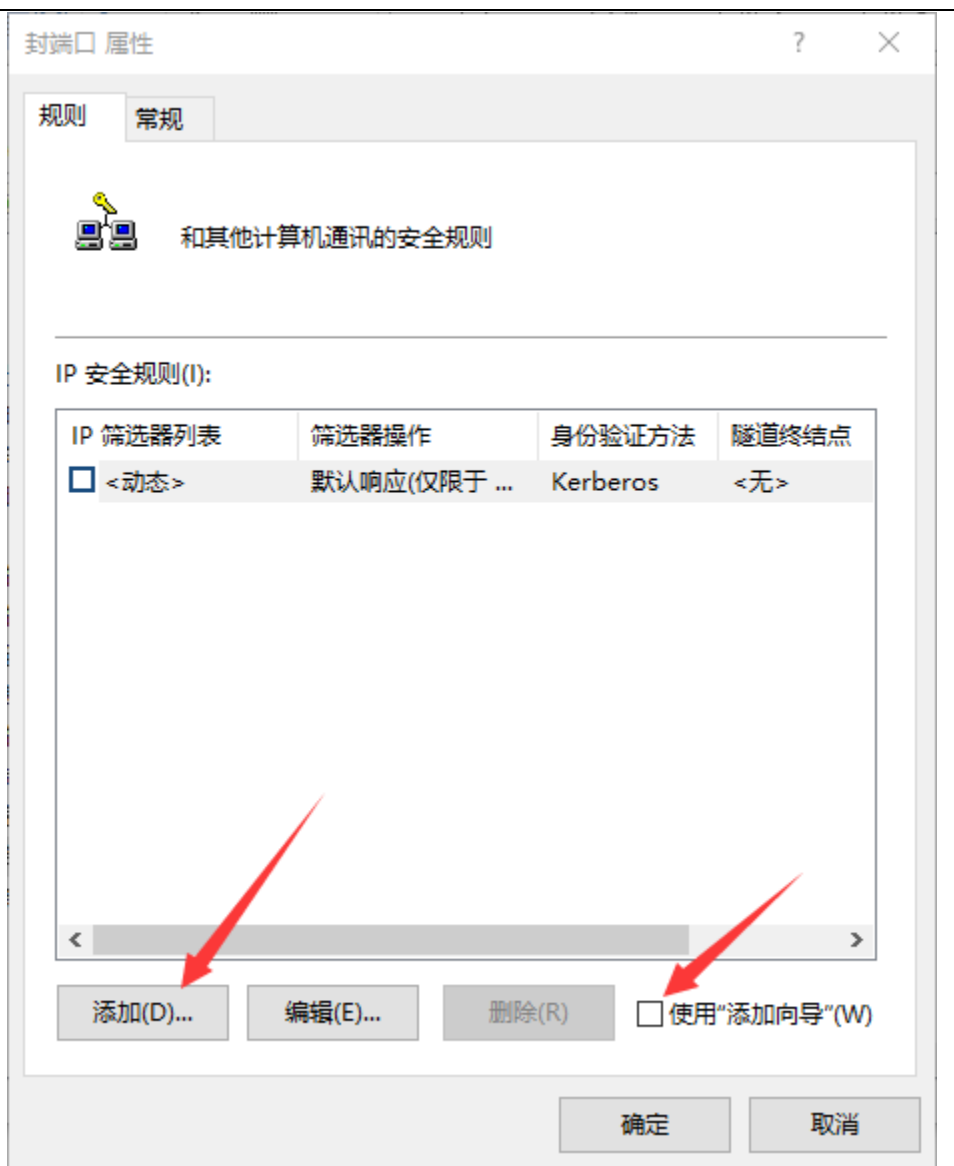 封端口 属性
规则 常规
和其他计算机通讯的安全规则
IP 安全规则(I):
IP 筛选器列表 筛选器操作 身份验证方法 隧道终结点
<动态> 默认响应(仅限于 ... Kerberos <无>
添加(D)... 编辑(E)... 删除(R) 使用“添加向导”(W)
确定 取消